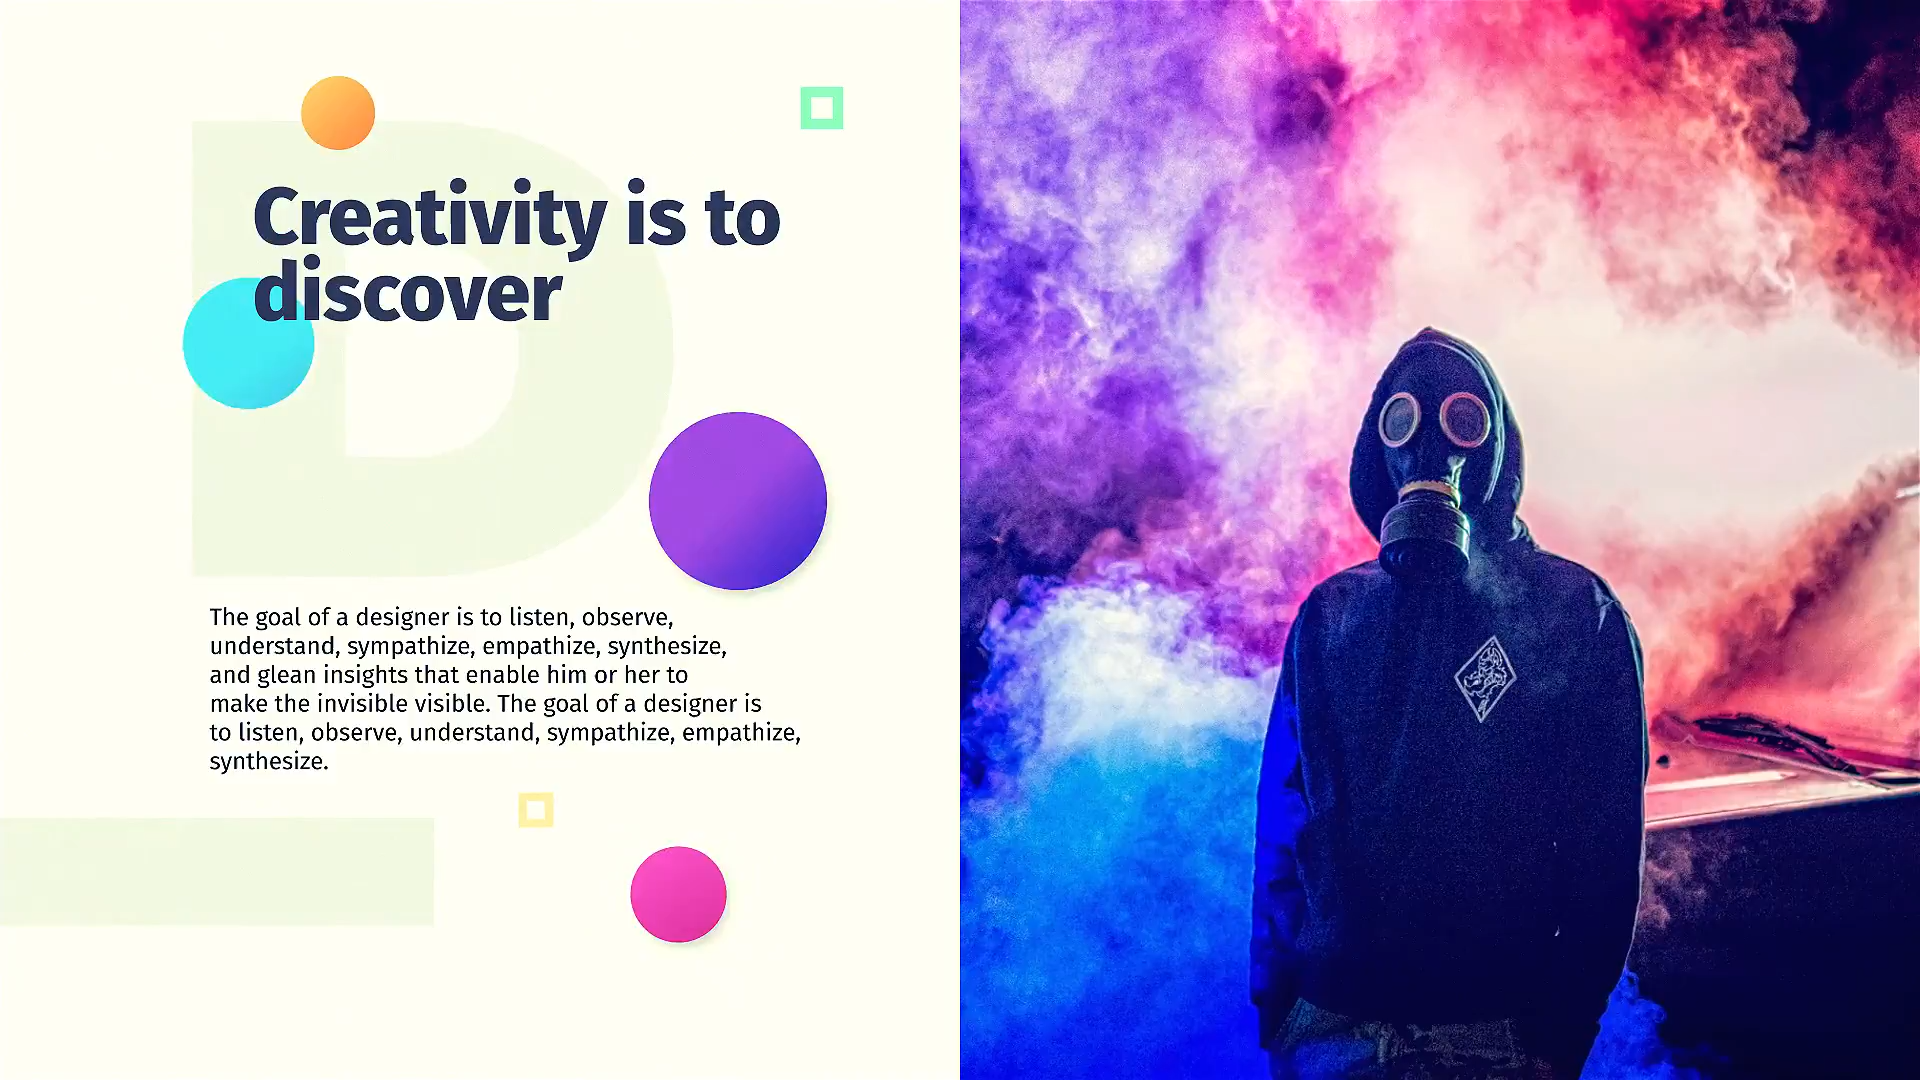 D
Creativity is to
discover
The goal of a designer is to listen, observe,
understand, sympathize, empathize, synthesize,
and glean insights that enable him or her to
make the invisible visible. The goal of a designer is
to listen, observe, understand, sympathize, empathize,
synthesize.